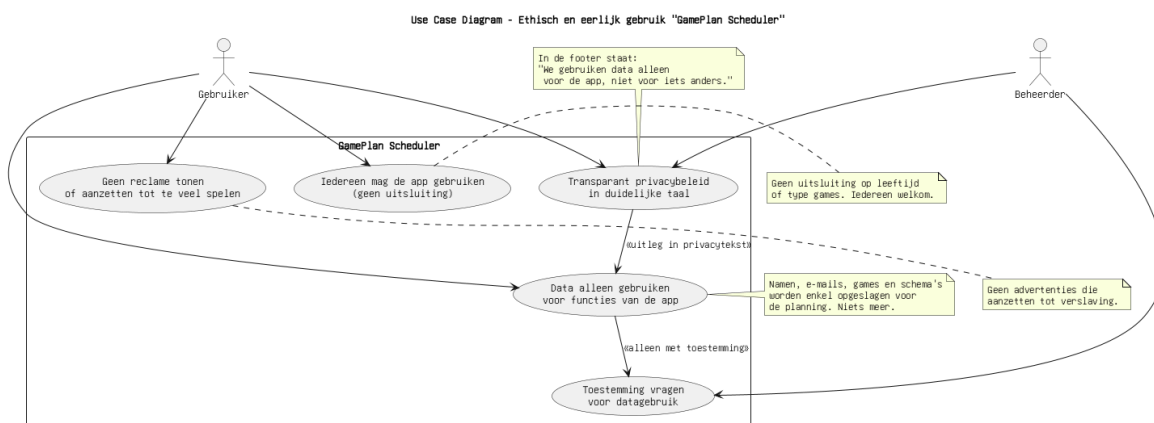 Use Case Diagram - Ethisch en eerlijk gebruik "GamePlan Scheduler"
In de footer staat:
"We gebruiken data alleen
voor de app, niet voor iets anders."
Gebruiker
Beheerder
GamePlan Scheduler
Geen reclame tonen
of aanzetten tot te veel spelen
Iedereen mag de app gebruiken
(geen uitsluiting)
Transparant privacybeleid
in duidelijke taal
Geen uitsluiting op leeftijd
of type games. Iedereen welkom.
«uitleg in privacytekst»
Data alleen gebruiken
voor functies van de app
Namen, e-mails, games en schema's
worden enkel opgeslagen voor
de planning. Niets meer.
Geen advertenties die
aanzetten tot verslaving.
«alleen met toestemming»
Toestemming vragen
voor datagebruik